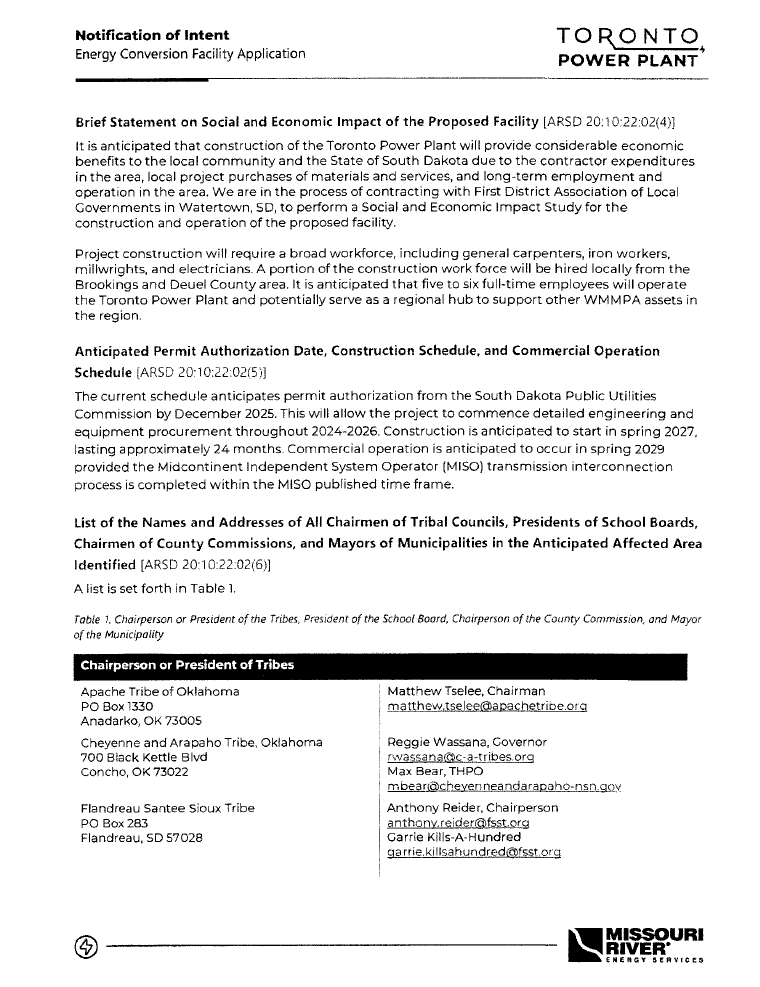 Notification of Intent
Energy Conversion Facility Application
TORONTO
POWER PLANT
Brief Statement on Social and Economic Impact of the Proposed Facility [ARSD 20:10:22:02(4)]
It is anticipated that construction of the Toronto Power Plant will provide considerable economic
benefits to the local community and the State of South Dakota due to the contractor expenditures
in the area, local project purchases of materials and services, and long-term employment and
operation in the area. We are in the process of contracting with First District Association of Local
Governments in Watertown, SD, to perform a Social and Economic Impact Study for the
construction and operation of the proposed facility.
Project construction will require a broad workforce, including general carpenters, iron workers,
millwrights, and electricians. A portion of the construction work force will be hired locally from the
Brookings and Deuel County area. It is anticipated that five to six full-time employees will operate
the Toronto Power Plant and potentially serve as a regional hub to support other WMMPA assets in
the region.
Anticipated Permit Authorization Date, Construction Schedule, and Commercial Operation
Schedule [ARSD 20:10:22:02(5)]
The current schedule anticipates permit authorization from the South Dakota Public Utilities
Commission by December 2025. This will allow the project to commence detailed engineering and
equipment procurement throughout 2024-2026. Construction is anticipated to start in spring 2027,
lasting approximately 24 months. Commercial operation is anticipated to occur in spring 2029
provided the Midcontinent Independent System Operator (MISO) transmission interconnection
process is completed within the MISO published time frame.
List of the Names and Addresses of All Chairmen of Tribal Councils, Presidents of School Boards,
Chairmen of County Commissions, and Mayors of Municipalities in the Anticipated Affected Area
Identified [ARSD 20:10:22:02(6)]
A list is set forth in Table 1.
Table 1. Chairperson or President of the Tribes, President of the School Board, Chairperson of the County Commission, and Mayor
of the Municipality
Chairperson or President of Tribes
Apache Tribe of Oklahoma
PO Box 1330
Anadarko, OK 73005
Matthew Tselee, Chairman
matthew.tselee@apachetribe.org
Cheyenne and Arapaho Tribe, Oklahoma
700 Black Kettle Blvd
Concho, OK 73022
Reggie Wassana, Governor
rwassana@c-a-tribes.org
Max Bear, THPO
mbear@cheyenneandarapaho-nsn.gov
Flandreau Santee Sioux Tribe
PO Box 283
Flandreau, SD 57028
Anthony Reider, Chairperson
anthony.reider@fsst.org
Garrie Kills-A-Hundred
garrie.killsahundred@fsst.org
MISSOURI
RIVER
ENERGY SERVICES